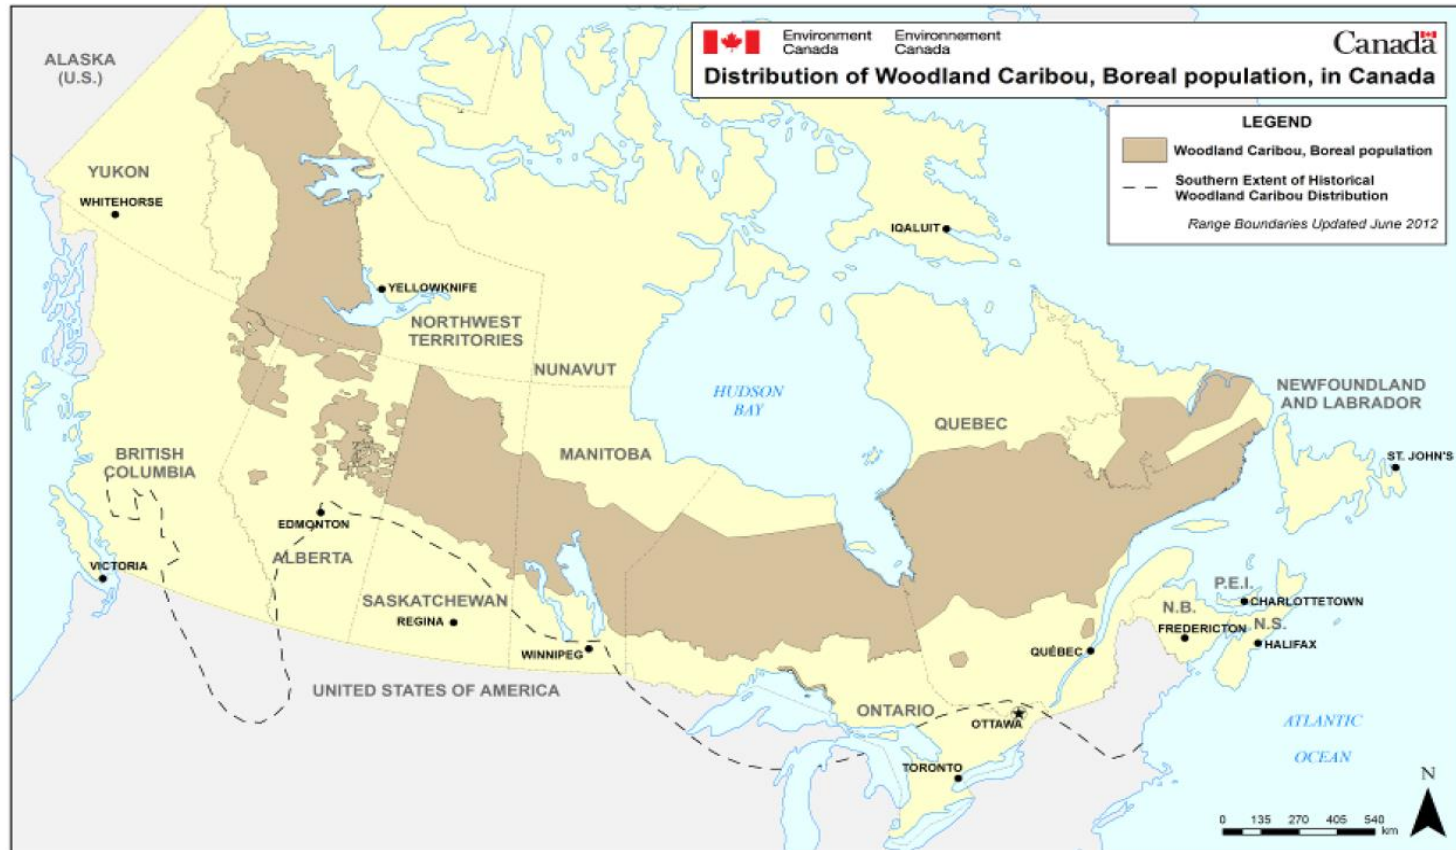 Environment
Canada
Environnement
Canada
Canada
Distribution of Woodland Caribou, Boreal population, in Canada
LEGEND
Woodland Caribou, Boreal population
Southern Extent of Historical
Woodland Caribou Distribution
Range Boundaries Updated June 2012
ALASKA
(U.S.)
YUKON
WHITEHORSE
IQALUIT
YELLOWKNIFE
NORTHWEST
TERRITORIES
NUNAVUT
HUDSON
BAY
NEWFOUNDLAND
AND LABRADOR
QUEBEC
BRITISH
COLUMBIA
MANITOBA
ST. JOHN'S
EDMONTON
ALBERTA
VICTORIA
SASKATCHEWAN
REGINA
WINNIPEG
P.E.I.
CHARLOTTETOWN
N.B.
N.S.
FREDERICTON
HALIFAX
QUÉBEC
UNITED STATES OF AMERICA
ONTARIO
OTTAWA
ATLANTIC
OCEAN
TORONTO
N
0 135 270 405 540
km